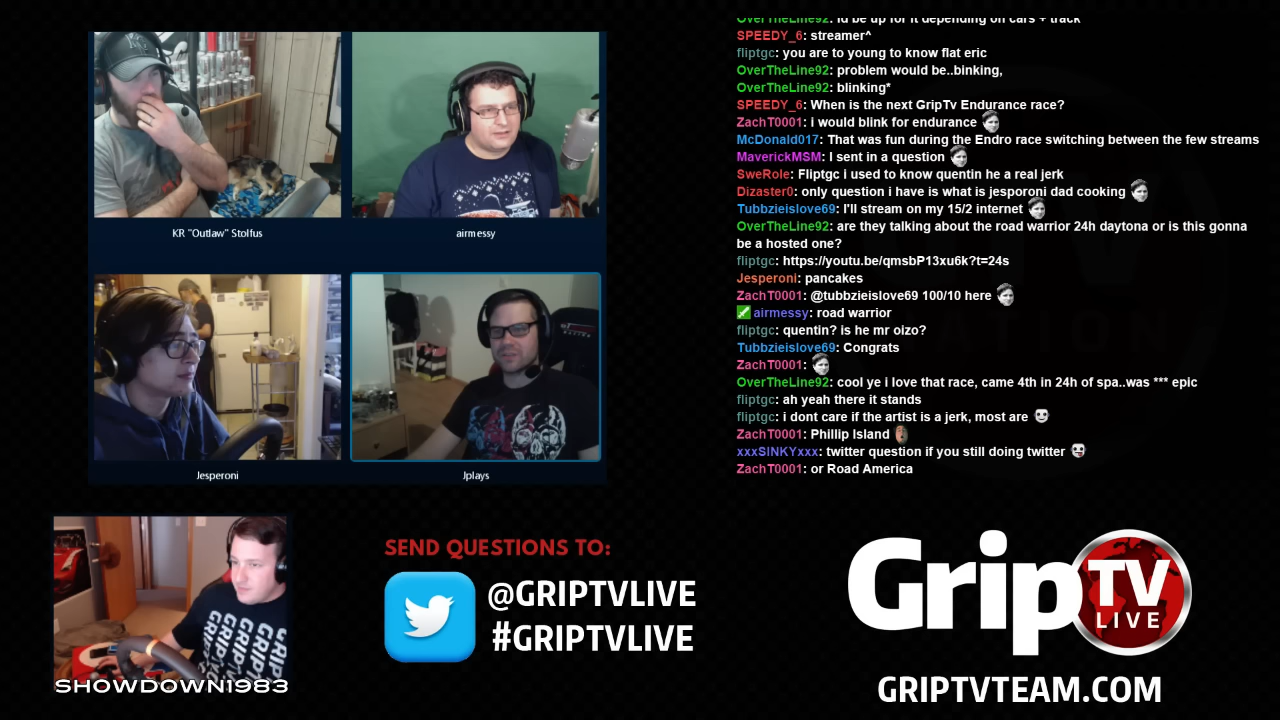 KR "Outlaw" Stolfus
airmessy
Jesperoni
Jplays
OverTheLine92: id be up for it depending on cars + track
SPEEDY_6: streamer^
fliptgc: you are to young to know flat eric
OverTheLine92: problem would be..binking,
OverTheLine92: blinking*
SPEEDY_6: When is the next GripTv Endurance race?
ZachT0001: i would blink for endurance
McDonald017: That was fun during the Endro race switching between the few streams
MaverickMSM: I sent in a question
SweRole: Fliptgc i used to know quentin he a real jerk
Dizaster0: only question i have is what is jesporoni dad cooking
Tubbzieislove69: I'll stream on my 15/2 internet
OverTheLine92: are they talking about the road warrior 24h daytona or is this gonna
be a hosted one?
fliptgc: https://youtu.be/qmsbP13xu6k?t=24s
Jesperoni: pancakes
ZachT0001: @tubbzieislove69 100/10 here
airmessy: road warrior
fliptgc: quentin? is he mr oizo?
Tubbzieislove69: Congrats
ZachT0001:
OverTheLine92: cool ye i love that race, came 4th in 24h of spa..was *** epic
fliptgc: ah yeah there it stands
fliptgc: i dont care if the artist is a jerk, most are
ZachT0001: Phillip Island
xxxSINKYxxx: twitter question if you still doing twitter
ZachT0001: or Road America
SHOWDOWN1983
SEND QUESTIONS TO:
@GRIPTVLIVE
#GRIPTVLIVE
GripTV
LIVE
GRIPTVTEAM.COM